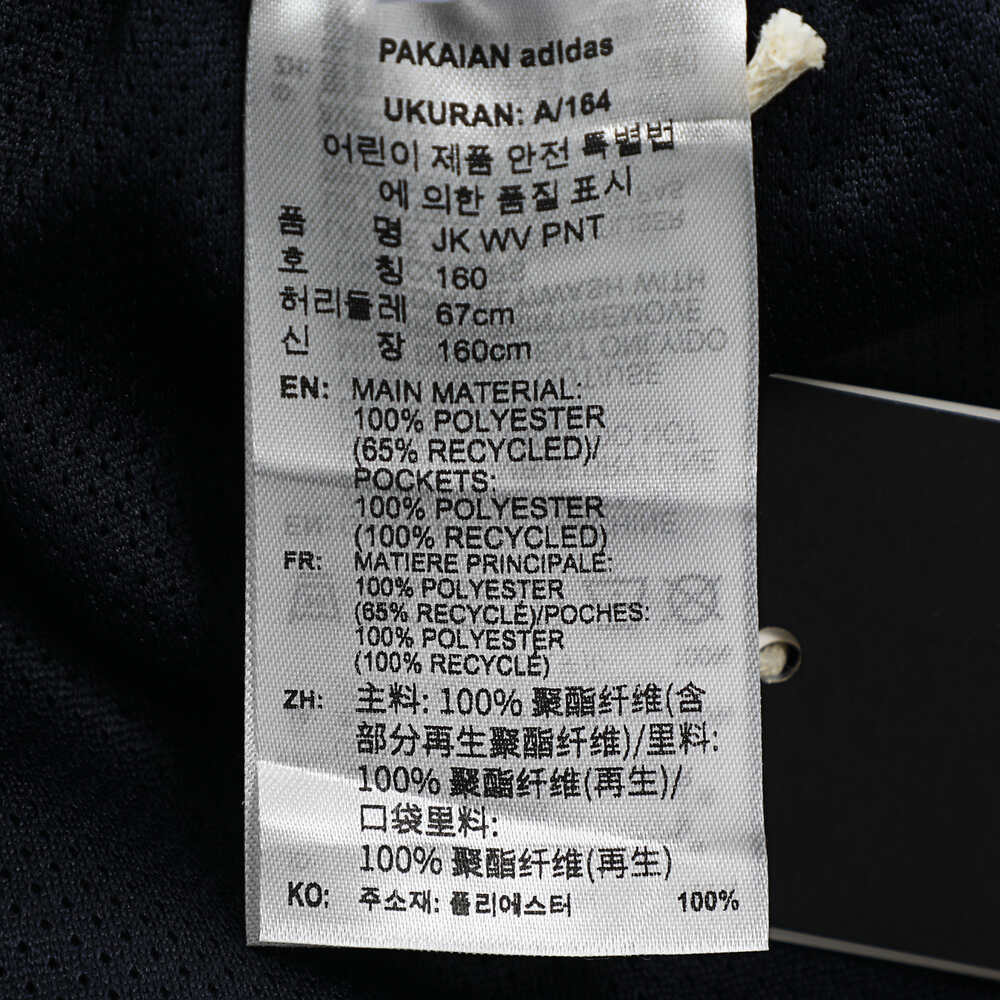 PAKAIAN adidas
UKURAN: A/164
어린이 제품 안전 특별법
에 의한 품질 표시
품 명 JK WV PNT
호 칭 160
허리둘레 67cm
신 장 160cm
EN: MAIN MATERIAL:
100% POLYESTER
(65% RECYCLED)/
POCKETS:
100% POLYESTER
(100% RECYCLED)
FR: MATIERE PRINCIPALE:
100% POLYESTER
(65% RECYCLÉ)/POCHES:
100% POLYESTER
(100% RECYCLÉ)
ZH: 主料: 100% 聚酯纤维(含
部分再生聚酯纤维)/里料:
100% 聚酯纤维(再生)/
口袋里料:
100% 聚酯纤维(再生)
KO: 주소재: 폴리에스터 100%